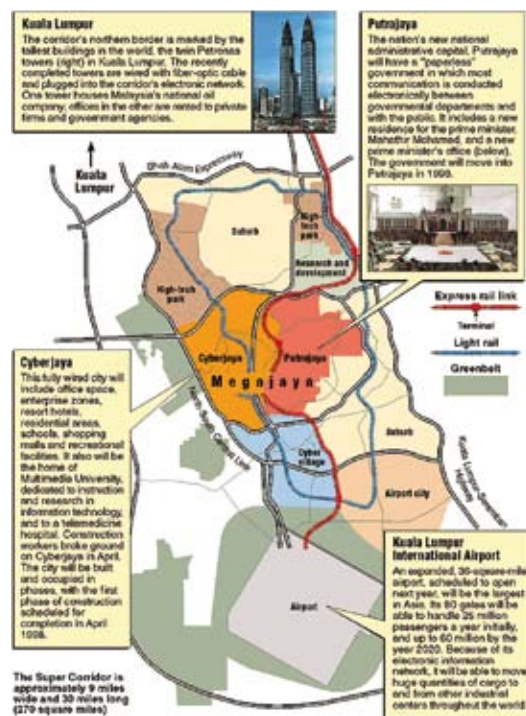 Kuala Lumpur
The corridor's northern border is marked by the
tallest buildings in the world, the twin Petronas
towers (right) in Kuala Lumpur. The recently
completed towers are wired with fiber-optic cable
and plugged into the corridor's electronic network.
One tower houses Malaysia's national oil
company, offices in the other are rented to private
firms and government agencies.
Putrajaya
The nation's new national
administrative capital, Putrajaya
will have a "paperless"
government in which most
communication is conducted
electronically between
governmental departments and
with the public. It includes a new
residence for the prime minister,
Mahathir Mohamed, and a new
prime minister's office (below).
The government will move into
Putrajaya in 1999.
Kuala
Lumpur
Shah Alam Expressway
Suburb
High-
tech
park
Research and
development
High-tech
park
Express rail link
Terminal
Light rail
Greenbelt
Cyberjaya
Putrajaya
Megajaya
Cyberjaya
This fully wired city will
include office space,
enterprise zones,
resort hotels,
residential areas,
schools, shopping
malls and recreational
facilities. It also will be
the home of
Multimedia University,
dedicated to instruction
and research in
information technology,
and to a telemedicine
hospital. Construction
workers broke ground
on Cyberjaya in April.
The city will be built
and occupied in
phases, with the first
phase of construction
scheduled for
completion in April
1998.
North-South Central Link
Cyber
village
Suburb
Airport city
Kuala Lumpur-Seremban
Highway
Airport
Kuala Lumpur
International Airport
An expanded, 36-square-mile
airport, scheduled to open
next year, will be the largest
in Asia. Its 80 gates will be
able to handle 25 million
passengers a year initially,
and up to 60 million by the
year 2020. Because of its
electronic information
network, it will be able to move
huge quantities of cargo to
and from other industrial
centers throughout the world.
The Super Corridor is
approximately 9 miles
wide and 30 miles long
(270 square miles)